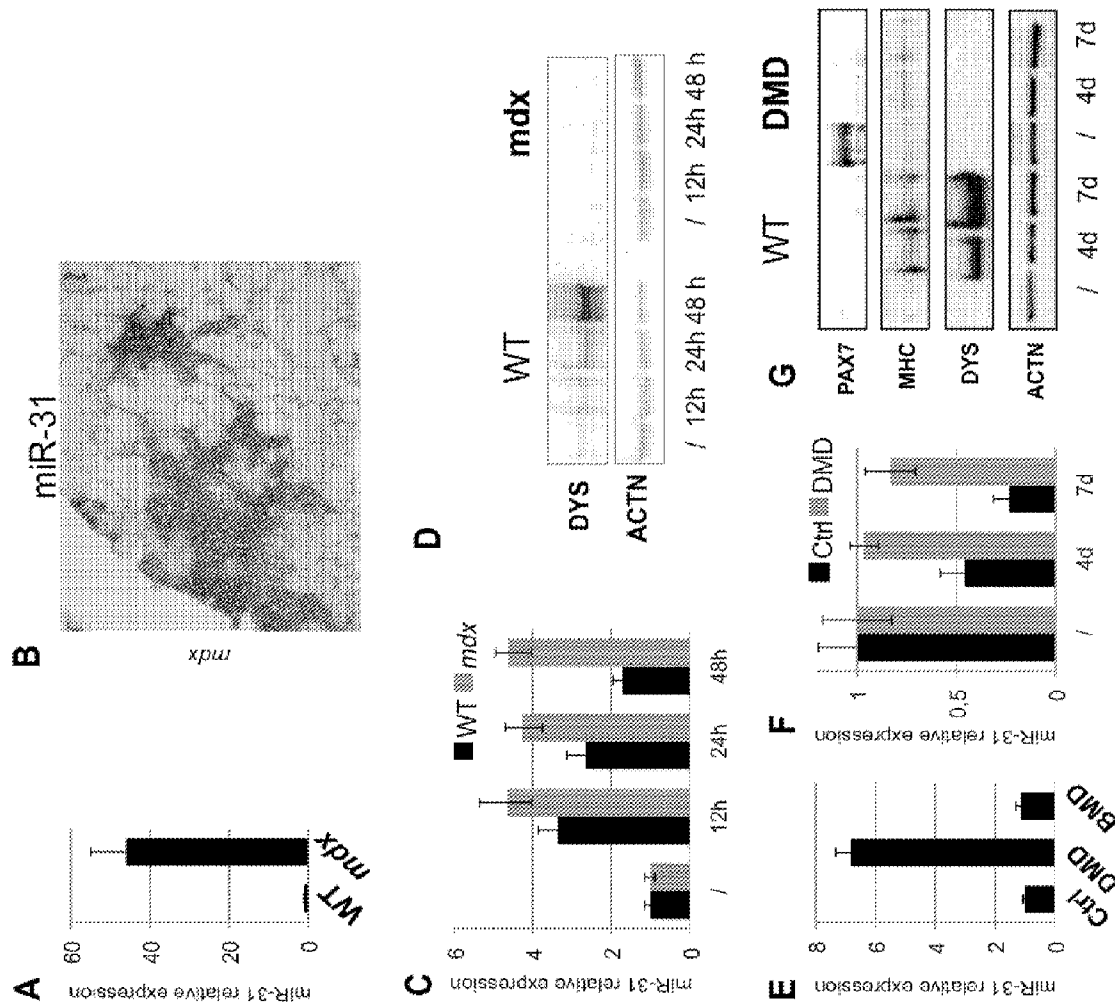 A
miR-31 relative expression
60
40
20
0
WT
mdx
B
miR-31
mdx
C
miR-31 relative expression
WT mdx
6
4
2
0
/ 12h 24h 48h
D
WT mdx
DYS
ACTN
/ 12h 24h 48 h / 12h 24h 48 h
E
miR-31 relative expression
8
6
4
2
0
Ctrl
DMD
BMD
F
miR-31 relative expression
Ctrl DMD
1
0,5
0
/ 4d 7d
G
WT DMD
PAX7
MHC
DYS
ACTN
/ 4d 7d / 4d 7d